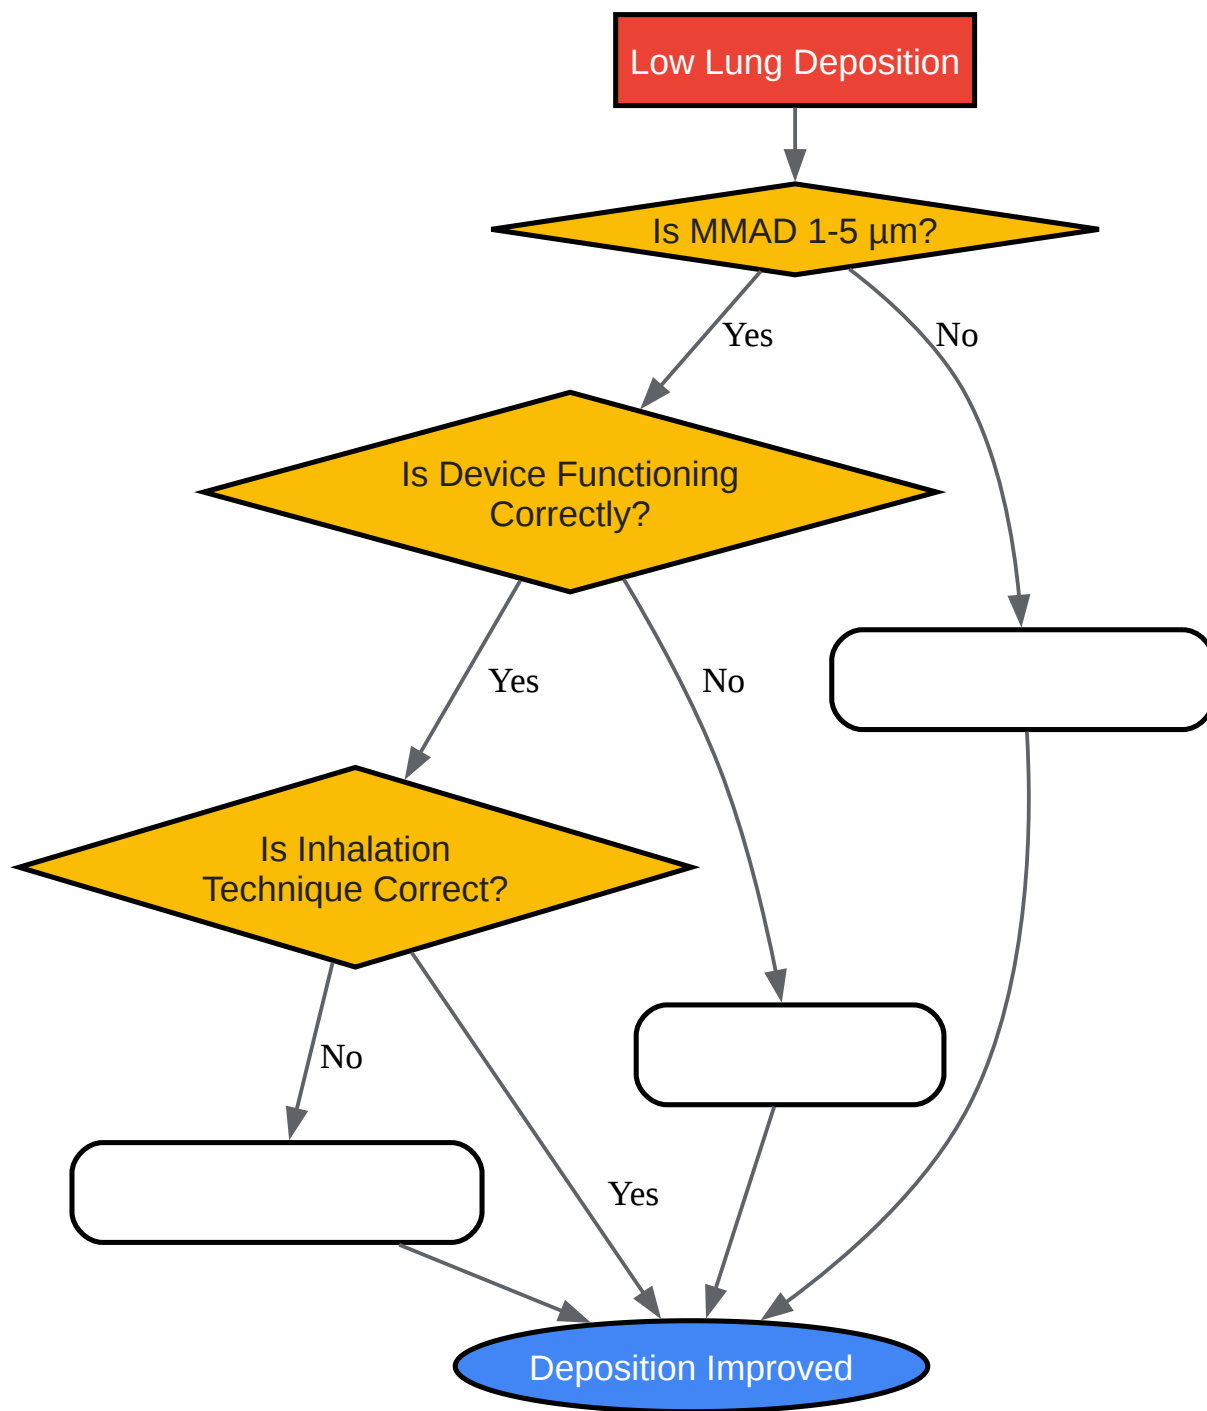 Low Lung Deposition
Is MMAD 1-5 µm?
Yes
No
Is Device Functioning
Correctly?
Yes
No
Is Inhalation
Technique Correct?
No
Yes
Deposition Improved